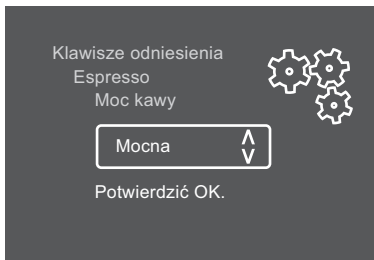 Klawisze odniesienia
Espresso
Moc kawy
Mocna
Potwierdzić OK.